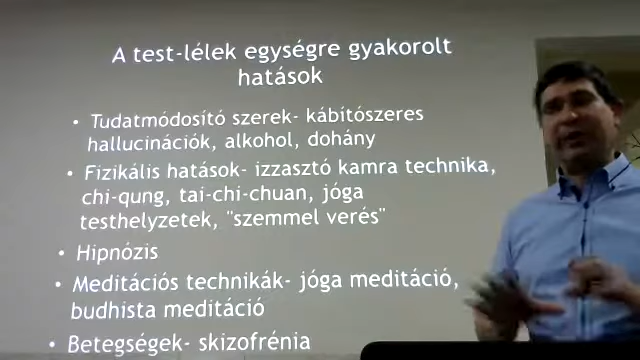 A test-lélek egységre gyakorolt
hatások
• Tudatmódosító szerek- kábítószeres
hallucinációk, alkohol, dohány
• Fizikális hatások- izzasztó kamra technika,
chi-qung, tai-chi-chuan, jóga
testhelyzetek, "szemmel verés"
• Hipnózis
• Meditációs technikák- jóga meditáció,
budhista meditáció
• Betegségek- skizofrénia